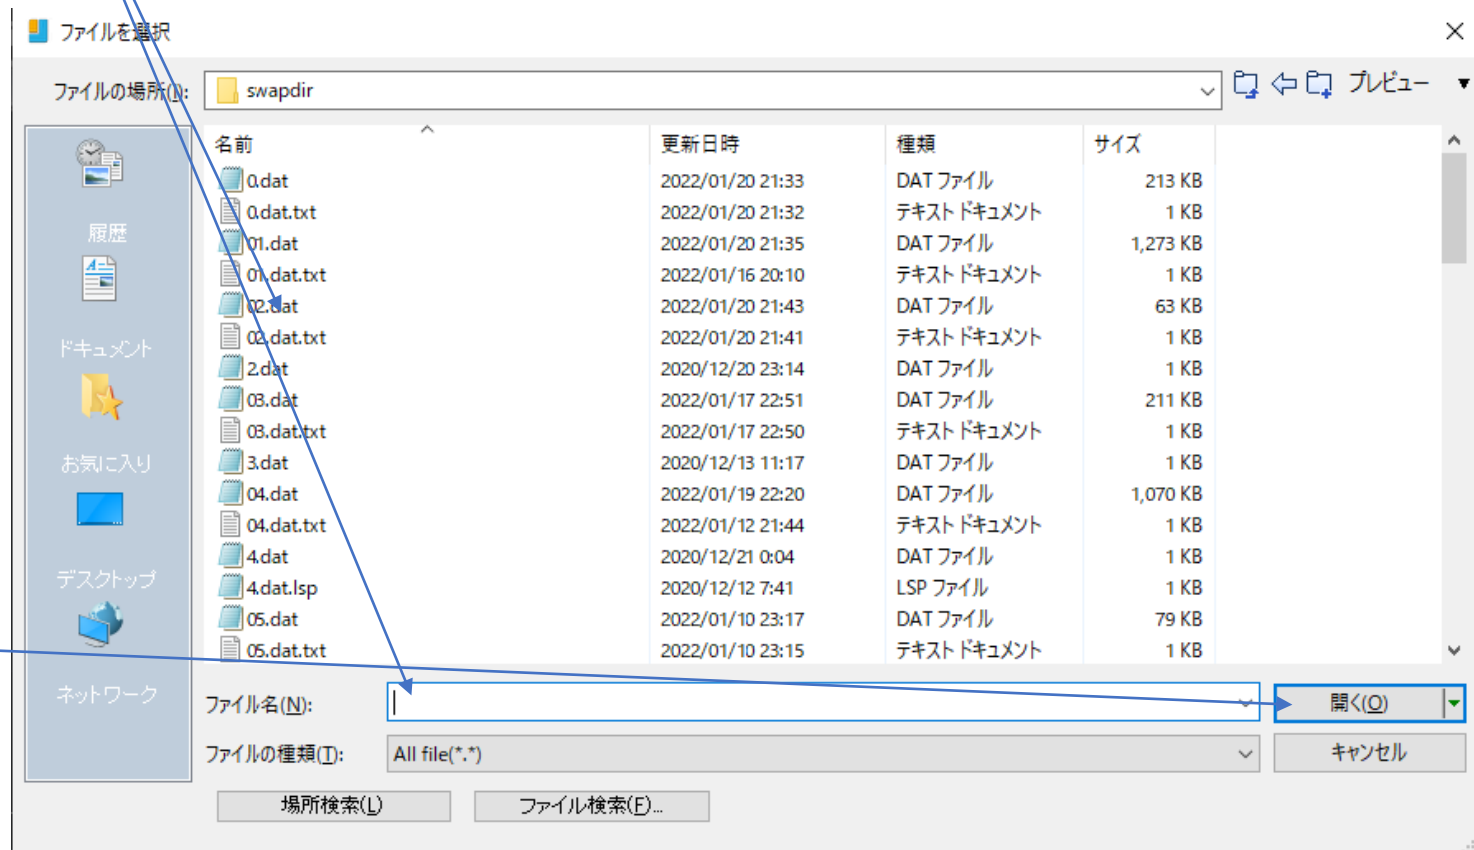 ファイルを選択
ファイルの場所(I): swapdir プレビュー
名前 更新日時 種類 サイズ
0.dat 2022/01/20 21:33 DAT ファイル 213 KB
0.dat.txt 2022/01/20 21:32 テキスト ドキュメント 1 KB
01.dat 2022/01/20 21:35 DAT ファイル 1,273 KB
01.dat.txt 2022/01/16 20:10 テキスト ドキュメント 1 KB
02.dat 2022/01/20 21:43 DAT ファイル 63 KB
02.dat.txt 2022/01/20 21:41 テキスト ドキュメント 1 KB
2.dat 2020/12/20 23:14 DAT ファイル 1 KB
03.dat 2022/01/17 22:51 DAT ファイル 211 KB
03.dat.txt 2022/01/17 22:50 テキスト ドキュメント 1 KB
3.dat 2020/12/13 11:17 DAT ファイル 1 KB
04.dat 2022/01/19 22:20 DAT ファイル 1,070 KB
04.dat.txt 2022/01/12 21:44 テキスト ドキュメント 1 KB
4.dat 2020/12/21 0:04 DAT ファイル 1 KB
4.dat.lsp 2020/12/12 7:41 LSP ファイル 1 KB
05.dat 2022/01/10 23:17 DAT ファイル 79 KB
05.dat.txt 2022/01/10 23:15 テキスト ドキュメント 1 KB
履歴
ドキュメント
お気に入り
デスクトップ
ネットワーク
ファイル名(N): 開く(O)
ファイルの種類(T): All file(*.*) キャンセル
場所検索(L) ファイル検索(F)...